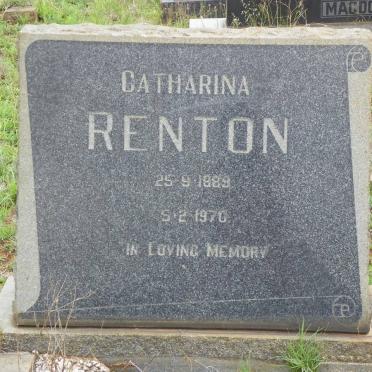 CATHARINA
RENTON
25-9-1889
5-2-1970
IN LOVING MEMORY